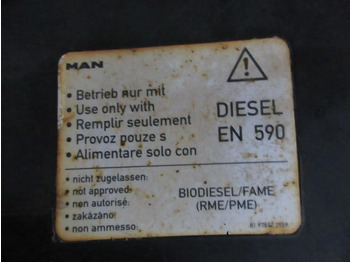 MAN
• Betrieb nur mit
• Use only with
• Remplir seulement
• Provoz pouze s
• Alimentare solo con
DIESEL
EN 590
• nicht zugelassen:
• not approved:
• nen autorisé:
• zakázáno:
• non ammesso:
BIODIESEL/FAME
(RME/PME)